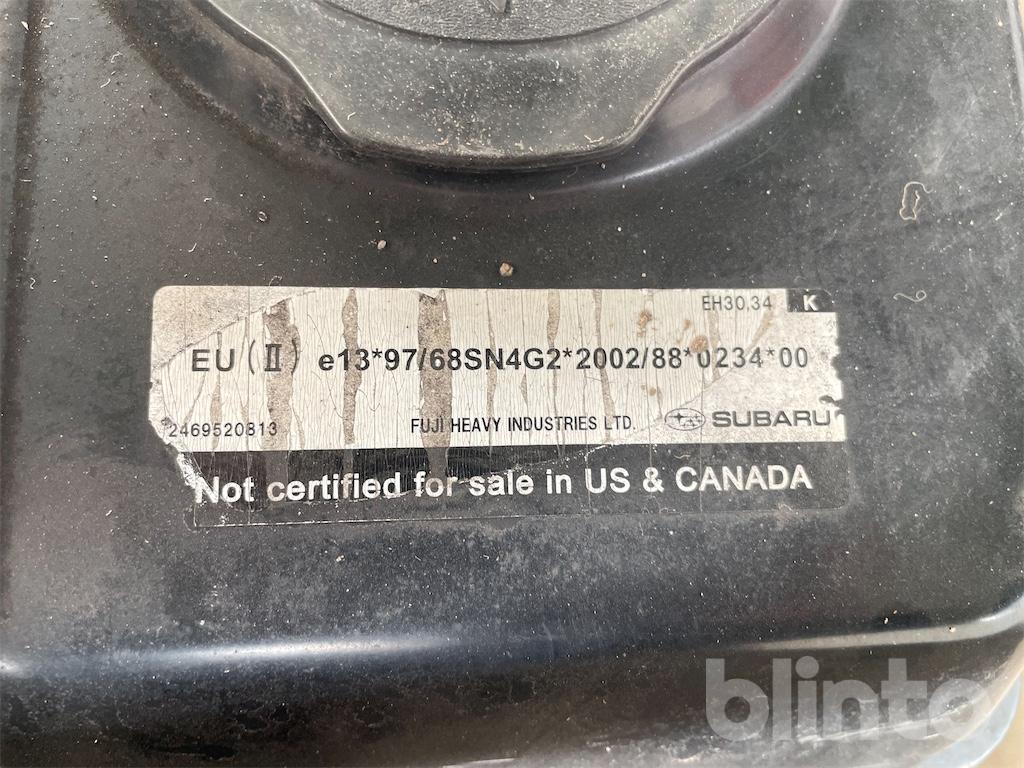 EH30,34 K
EU (Ⅱ) e13*97/68SN4G2*2002/88*0234*00
2469520813 FUJI HEAVY INDUSTRIES LTD. SUBARU
Not certified for sale in US & CANADA
blinto